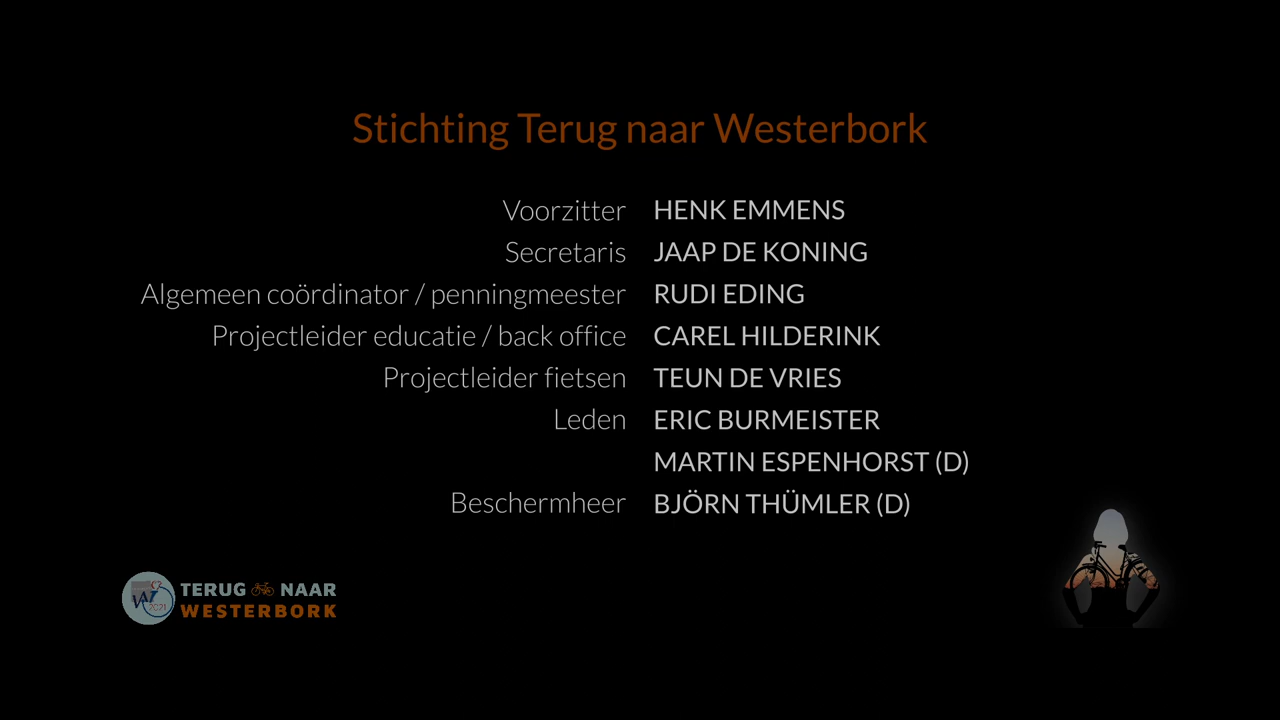 Stichting Terug naar Westerbork
Voorzitter HENK EMMENS
Secretaris JAAP DE KONING
Algemeen coördinator / penningmeester RUDI EDING
Projectleider educatie / back office CAREL HILDERINK
Projectleider fietsen TEUN DE VRIES
Leden ERIC BURMEISTER
MARTIN ESPENHORST (D)
Beschermheer BJÖRN THÜMLER (D)
W 2021
TERUG NAAR
WESTERBORK